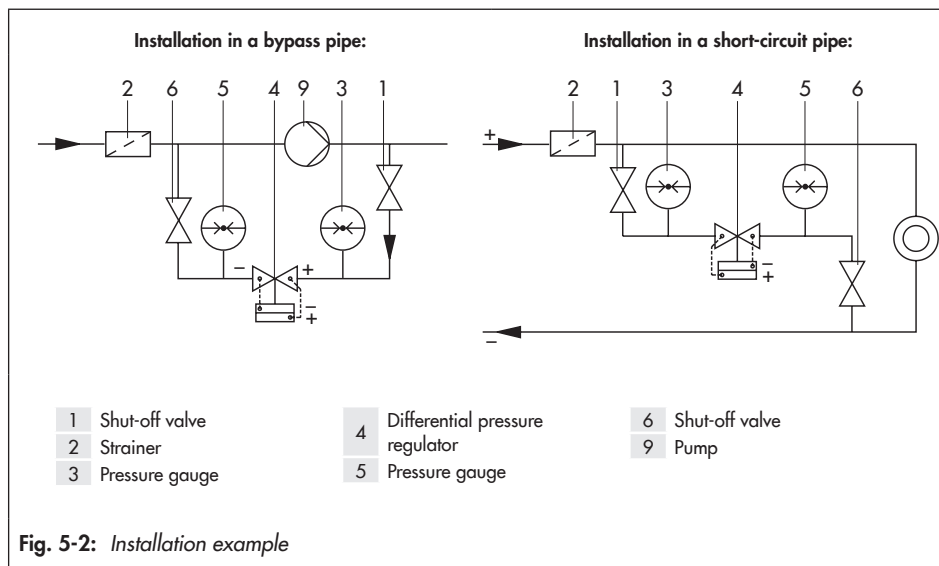 Installation in a bypass pipe:
2 6 5 4 9 3 1
−
+
−
+
Installation in a short-circuit pipe:
2 1 3 4 5 6
+
−
+
−
1 Shut-off valve
2 Strainer
3 Pressure gauge
4 Differential pressure
regulator
5 Pressure gauge
6 Shut-off valve
9 Pump
Fig. 5-2: Installation example